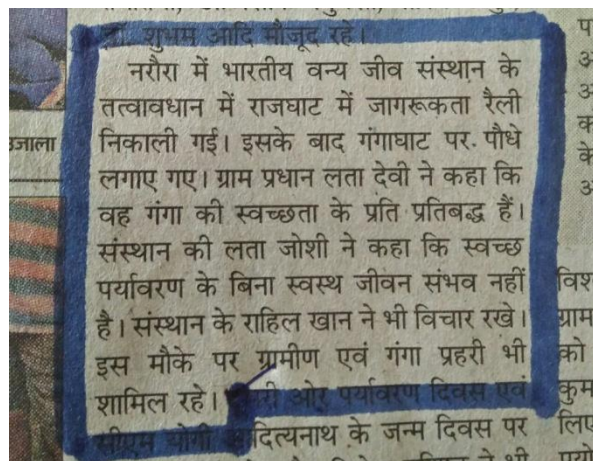 शुभम आदि मौजूद रहे।
नरौरा में भारतीय वन्य जीव संस्थान के
तत्वावधान में राजघाट में जागरूकता रैली
निकाली गई। इसके बाद गंगाघाट पर. पौधे
लगाए गए। ग्राम प्रधान लता देवी ने कहा कि
वह गंगा की स्वच्छता के प्रति प्रतिबद्ध हैं।
संस्थान की लता जोशी ने कहा कि स्वच्छ
पर्यावरण के बिना स्वस्थ जीवन संभव नहीं
है। संस्थान के राहिल खान ने भी विचार रखे।
इस मौके पर ग्रामीण एवं गंगा प्रहरी भी
शामिल रहे। ओर पर्यावरण दिवस एवं
सीएम योगी आदित्यनाथ के जन्म दिवस पर
उजाला
प
के
विश
ग्राम
को
कुम
लिए